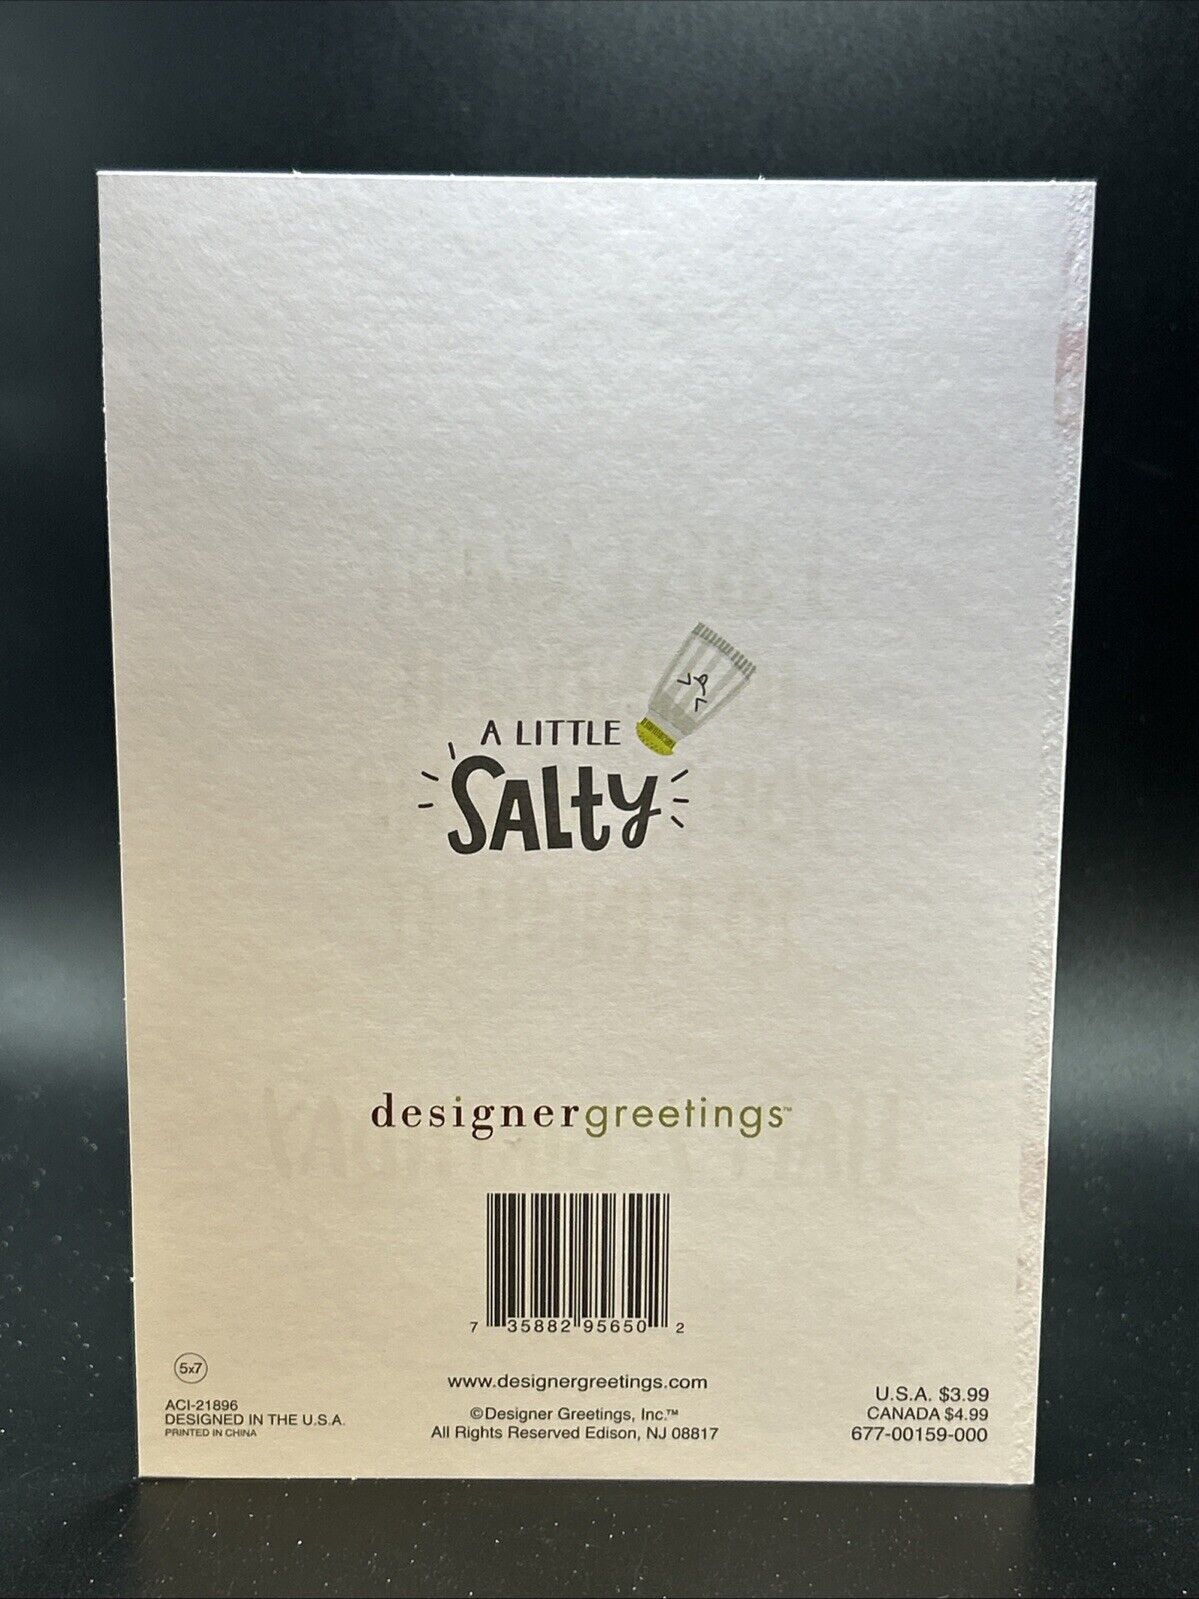 A LITTLE
SALty
designergreetings™
7 35882 95650 2
5x7
ACI-21896
DESIGNED IN THE U.S.A.
PRINTED IN CHINA
www.designergreetings.com
©Designer Greetings, Inc.™
All Rights Reserved Edison, NJ 08817
U.S.A. $3.99
CANADA $4.99
677-00159-000